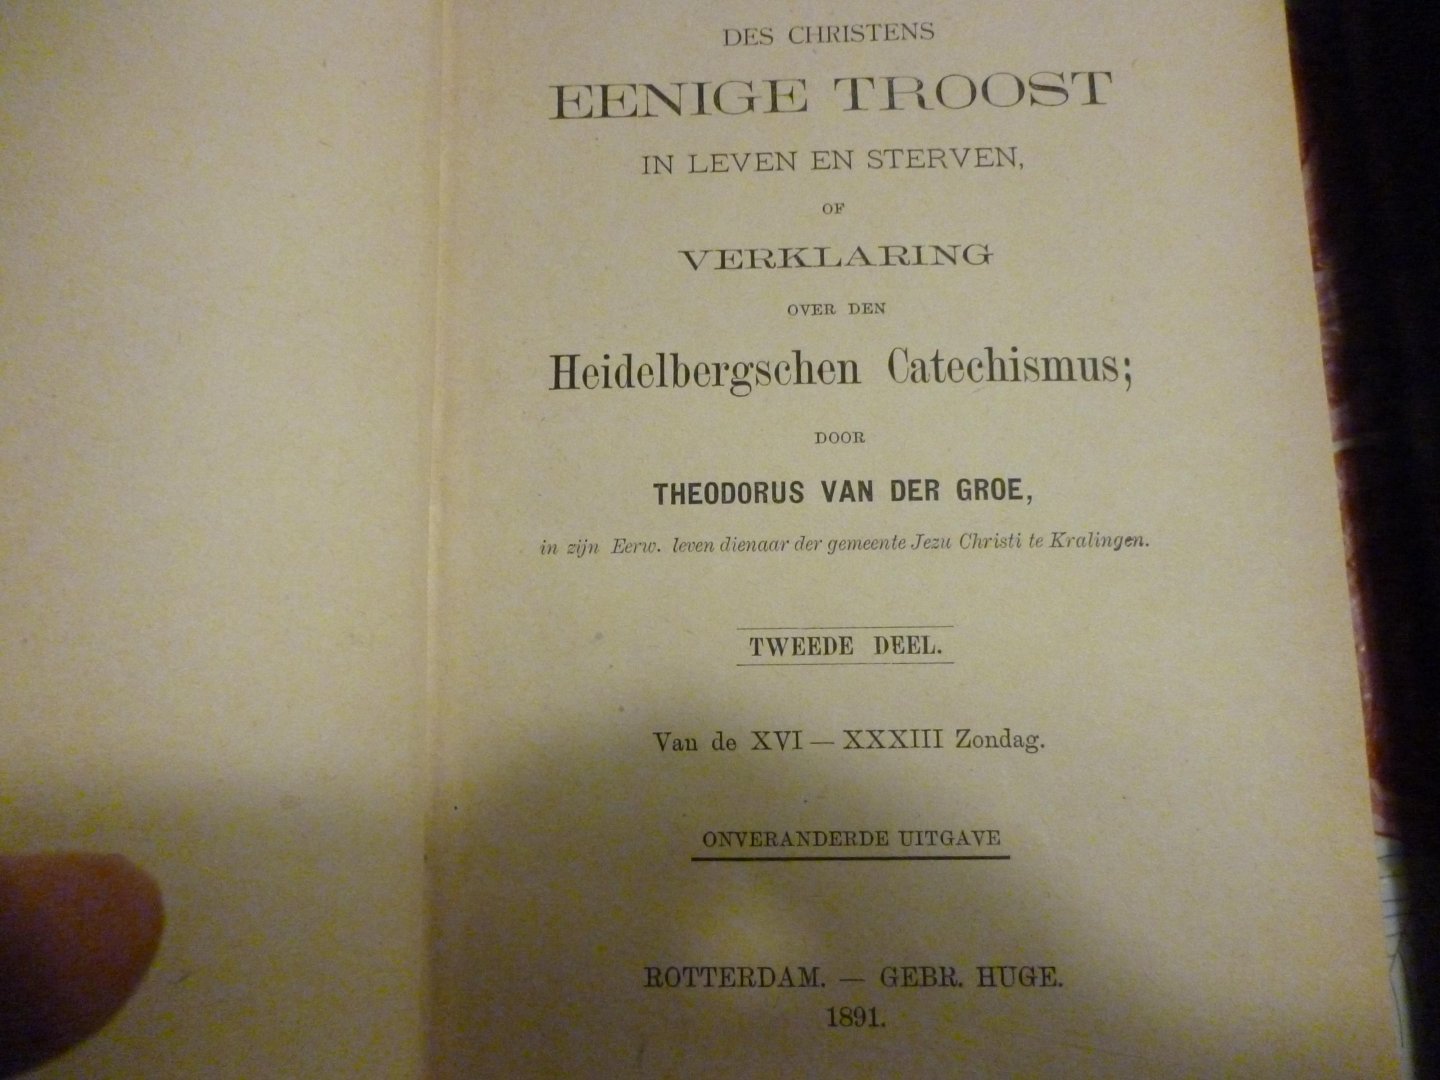 DES CHRISTENS
EENIGE TROOST
IN LEVEN EN STERVEN,
OF
VERKLARING
OVER DEN
Heidelbergschen Catechismus;
DOOR
THEODORUS VAN DER GROE,
in zijn Eerw. leven dienaar der gemeente Jezu Christi te Kralingen.
TWEEDE DEEL.
Van de XVI — XXXIII Zondag.
ONVERANDERDE UITGAVE
ROTTERDAM. — GEBR. HUGE.
1891.